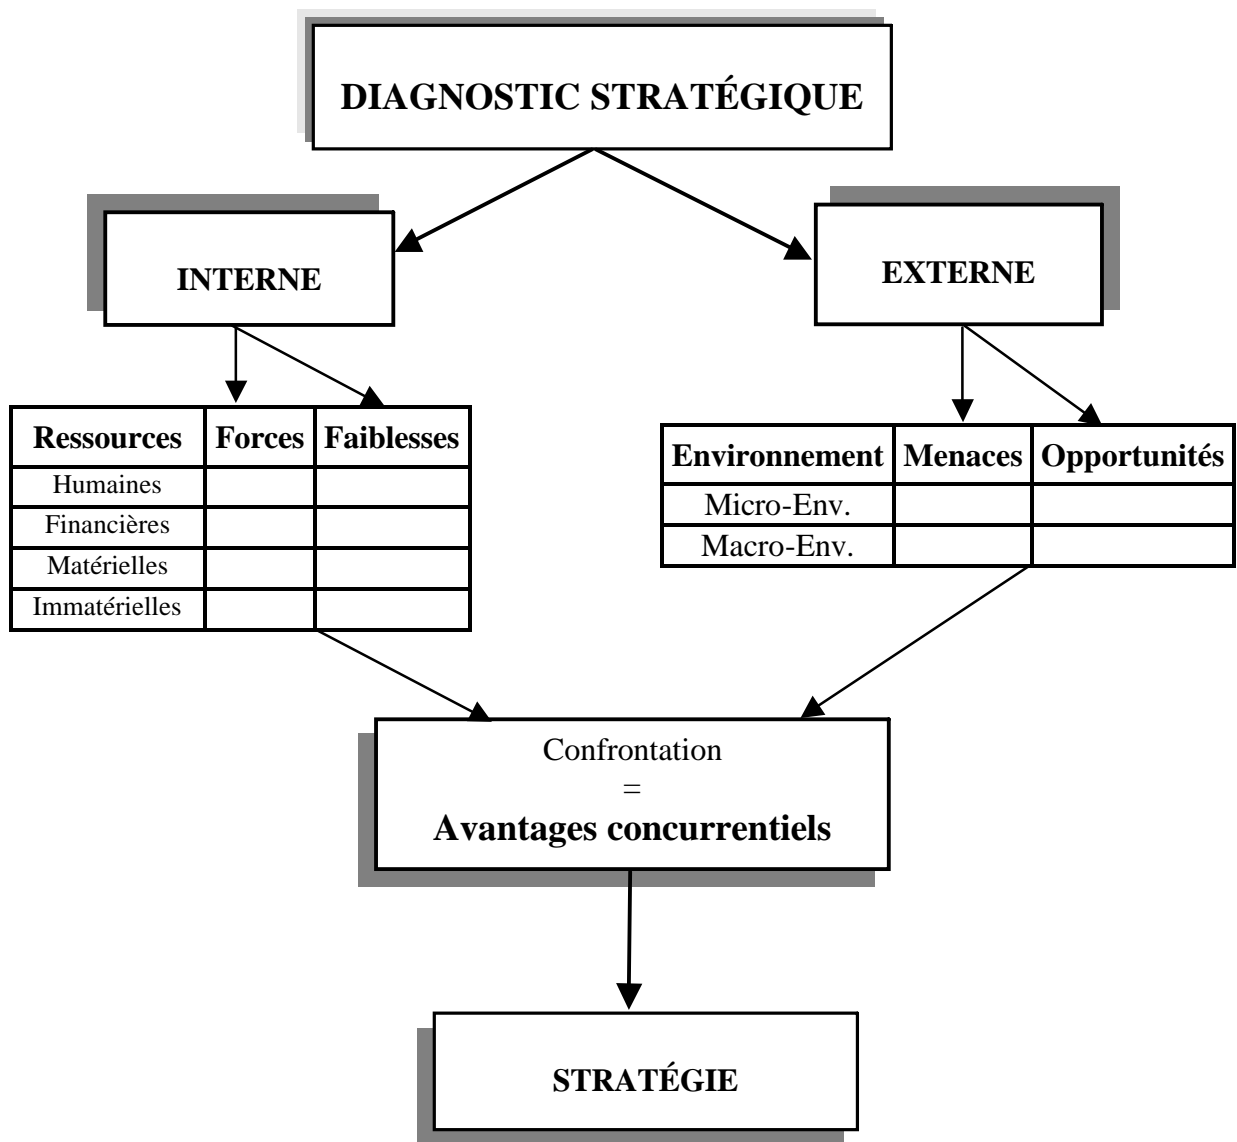 DIAGNOSTIC STRATÉGIQUE
INTERNE
EXTERNE
Ressources Forces Faiblesses
Humaines
Financières
Matérielles
Immatérielles
Environnement Menaces Opportunités
Micro-Env.
Macro-Env.
Confrontation
=
Avantages concurrentiels
STRATÉGIE